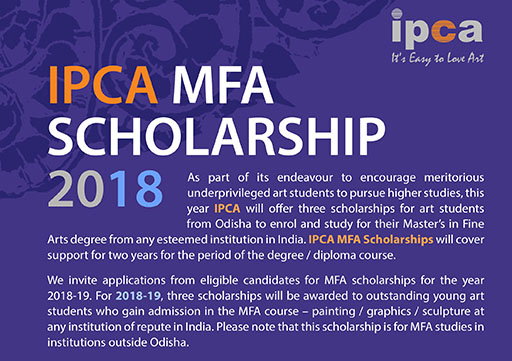 ipca
It's Easy to Love Art
IPCA MFA
SCHOLARSHIP
2018
As part of its endeavour to encourage meritorious
underprivileged art students to pursue higher studies, this
year IPCA will offer three scholarships for art students
from Odisha to enrol and study for their Master's in Fine
Arts degree from any esteemed institution in India. IPCA MFA Scholarships will cover
support for two years for the period of the degree / diploma course.
We invite applications from eligible candidates for MFA scholarships for the year
2018-19. For 2018-19, three scholarships will be awarded to outstanding young art
students who gain admission in the MFA course – painting / graphics / sculpture at
any institution of repute in India. Please note that this scholarship is for MFA studies in
institutions outside Odisha.